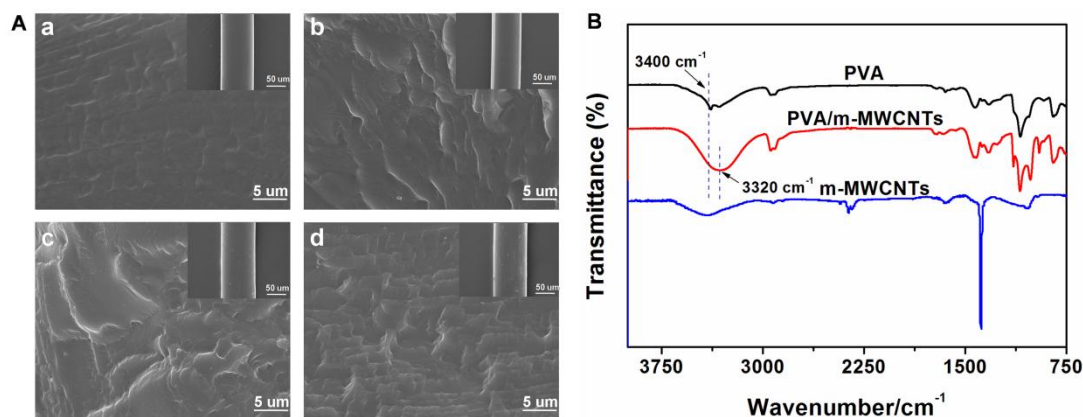 A
a
50 um
5 um
b
50 um
5 um
c
50 um
5 um
d
50 um
5 um
B
3400 cm⁻¹
PVA
PVA/m-MWCNTs
3320 cm⁻¹
m-MWCNTs
Transmittance (%)
3750 3000 2250 1500 750
Wavenumber/cm⁻¹